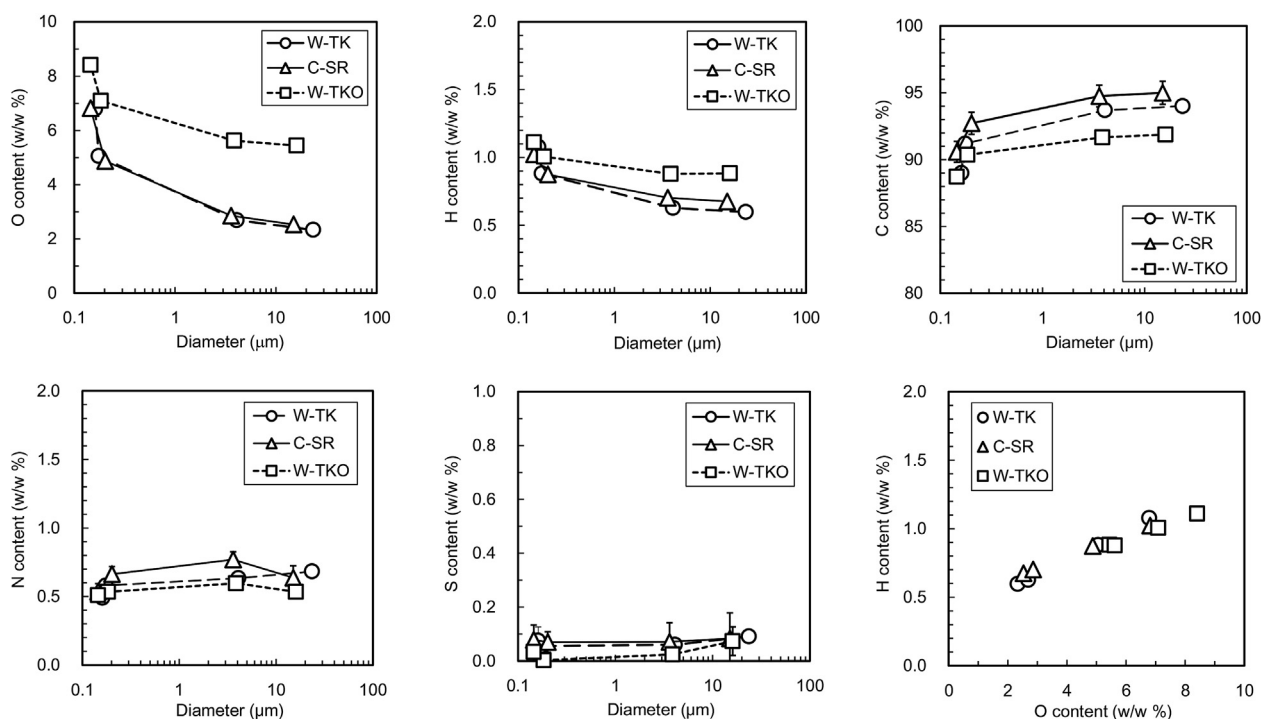 O content (w/w %)
10
8
6
4
2
0
0.1 1 10 100
Diameter (μm)
W-TK
C-SR
W-TKO
H content (w/w %)
2.0
1.5
1.0
0.5
0.0
0.1 1 10 100
Diameter (μm)
W-TK
C-SR
W-TKO
C content (w/w %)
100
95
90
85
80
0.1 1 10 100
Diameter (μm)
W-TK
C-SR
W-TKO
N content (w/w %)
2.0
1.5
1.0
0.5
0.0
0.1 1 10 100
Diameter (μm)
W-TK
C-SR
W-TKO
S content (w/w %)
1.0
0.8
0.6
0.4
0.2
0.0
0.1 1 10 100
Diameter (μm)
W-TK
C-SR
W-TKO
H content (w/w %)
2.0
1.5
1.0
0.5
0.0
0 2 4 6 8 10
O content (w/w %)
W-TK
C-SR
W-TKO